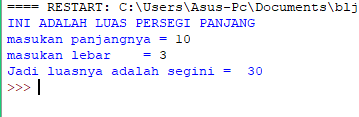 ==== RESTART: C:\Users\Asus-Pc\Documents\blj
INI ADALAH LUAS PERSEGI PANJANG
masukan panjangnya = 10
masukan lebar    = 3
Jadi luasnya adalah segini =  30
>>>